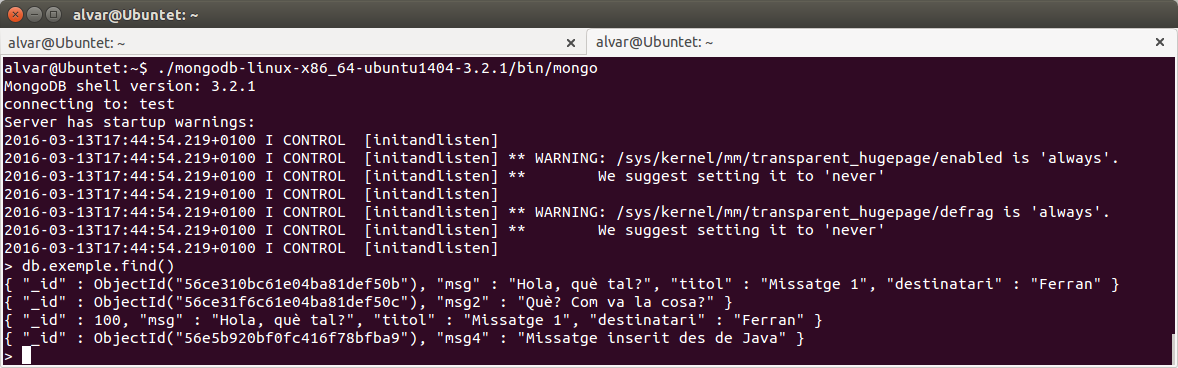 alvar@Ubuntet: ~
alvar@Ubuntet: ~
alvar@Ubuntet: ~
alvar@Ubuntet:~$ ./mongodb-linux-x86_64-ubuntu1404-3.2.1/bin/mongo
MongoDB shell version: 3.2.1
connecting to: test
Server has startup warnings:
2016-03-13T17:44:54.219+0100 I CONTROL  [initandlisten]
2016-03-13T17:44:54.219+0100 I CONTROL  [initandlisten] ** WARNING: /sys/kernel/mm/transparent_hugepage/enabled is 'always'.
2016-03-13T17:44:54.219+0100 I CONTROL  [initandlisten] **        We suggest setting it to 'never'
2016-03-13T17:44:54.219+0100 I CONTROL  [initandlisten]
2016-03-13T17:44:54.219+0100 I CONTROL  [initandlisten] ** WARNING: /sys/kernel/mm/transparent_hugepage/defrag is 'always'.
2016-03-13T17:44:54.219+0100 I CONTROL  [initandlisten] **        We suggest setting it to 'never'
2016-03-13T17:44:54.219+0100 I CONTROL  [initandlisten]
> db.exemple.find()
{ "_id" : ObjectId("56ce310bc61e04ba81def50b"), "msg" : "Hola, què tal?", "titol" : "Missatge 1", "destinatari" : "Ferran" }
{ "_id" : ObjectId("56ce31f6c61e04ba81def50c"), "msg2" : "Què? Com va la cosa?" }
{ "_id" : 100, "msg" : "Hola, què tal?", "titol" : "Missatge 1", "destinatari" : "Ferran" }
{ "_id" : ObjectId("56e5b920bf0fc416f78bfba9"), "msg4" : "Missatge inserit des de Java" }
>